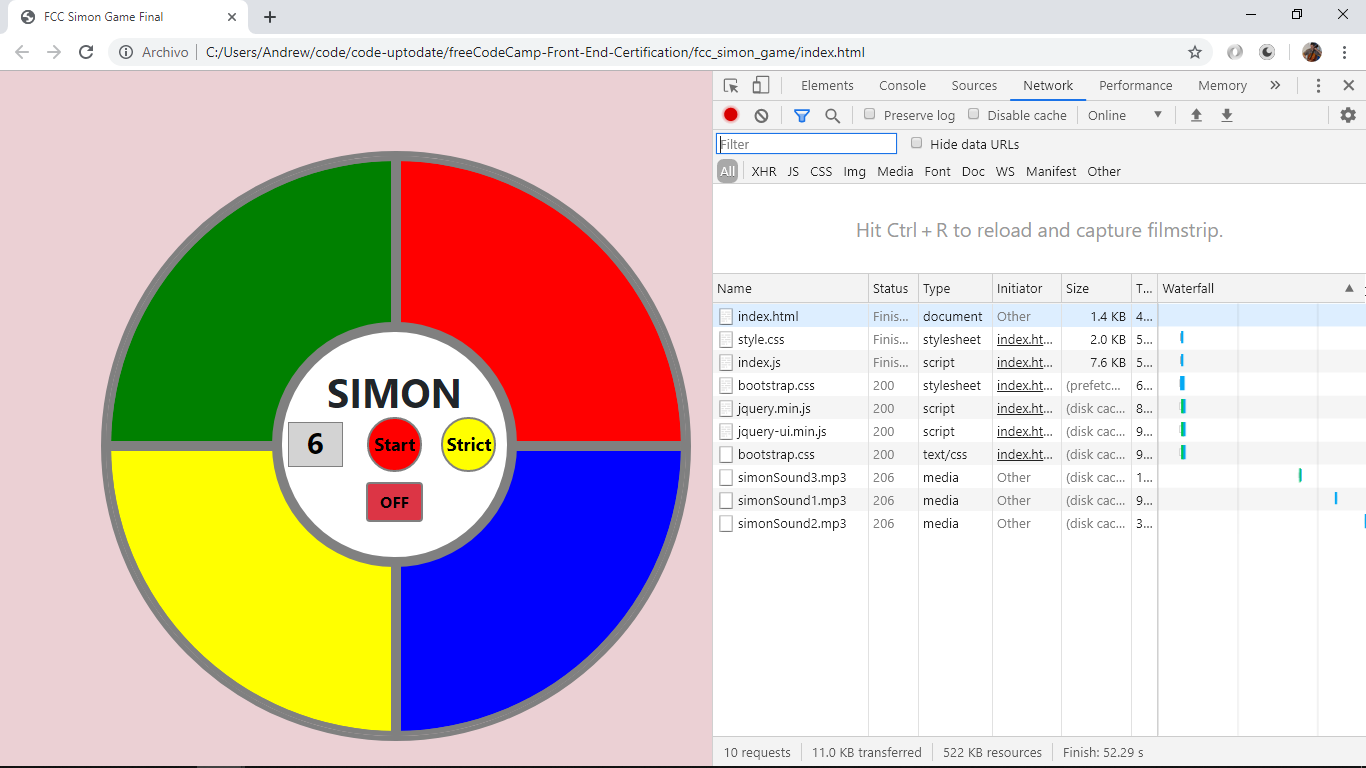 FCC Simon Game Final
Archivo C:/Users/Andrew/code/code-uptodate/freeCodeCamp-Front-End-Certification/fcc_simon_game/index.html
SIMON
6 Start Strict
OFF
Elements Console Sources Network Performance Memory
Preserve log Disable cache Online
Filter Hide data URLs
All XHR JS CSS Img Media Font Doc WS Manifest Other
Hit Ctrl + R to reload and capture filmstrip.
Name Status Type Initiator Size T... Waterfall
index.html Finis... document Other 1.4 KB 4...
style.css Finis... stylesheet index.ht... 2.0 KB 5...
index.js Finis... script index.ht... 7.6 KB 5...
bootstrap.css 200 stylesheet index.ht... (prefetc... 6...
jquery.min.js 200 script index.ht... (disk cac... 8...
jquery-ui.min.js 200 script index.ht... (disk cac... 9...
bootstrap.css 200 text/css index.ht... (disk cac... 9...
simonSound3.mp3 206 media Other (disk cac... 1...
simonSound1.mp3 206 media Other (disk cac... 9...
simonSound2.mp3 206 media Other (disk cac... 3...
10 requests 11.0 KB transferred 522 KB resources Finish: 52.29 s